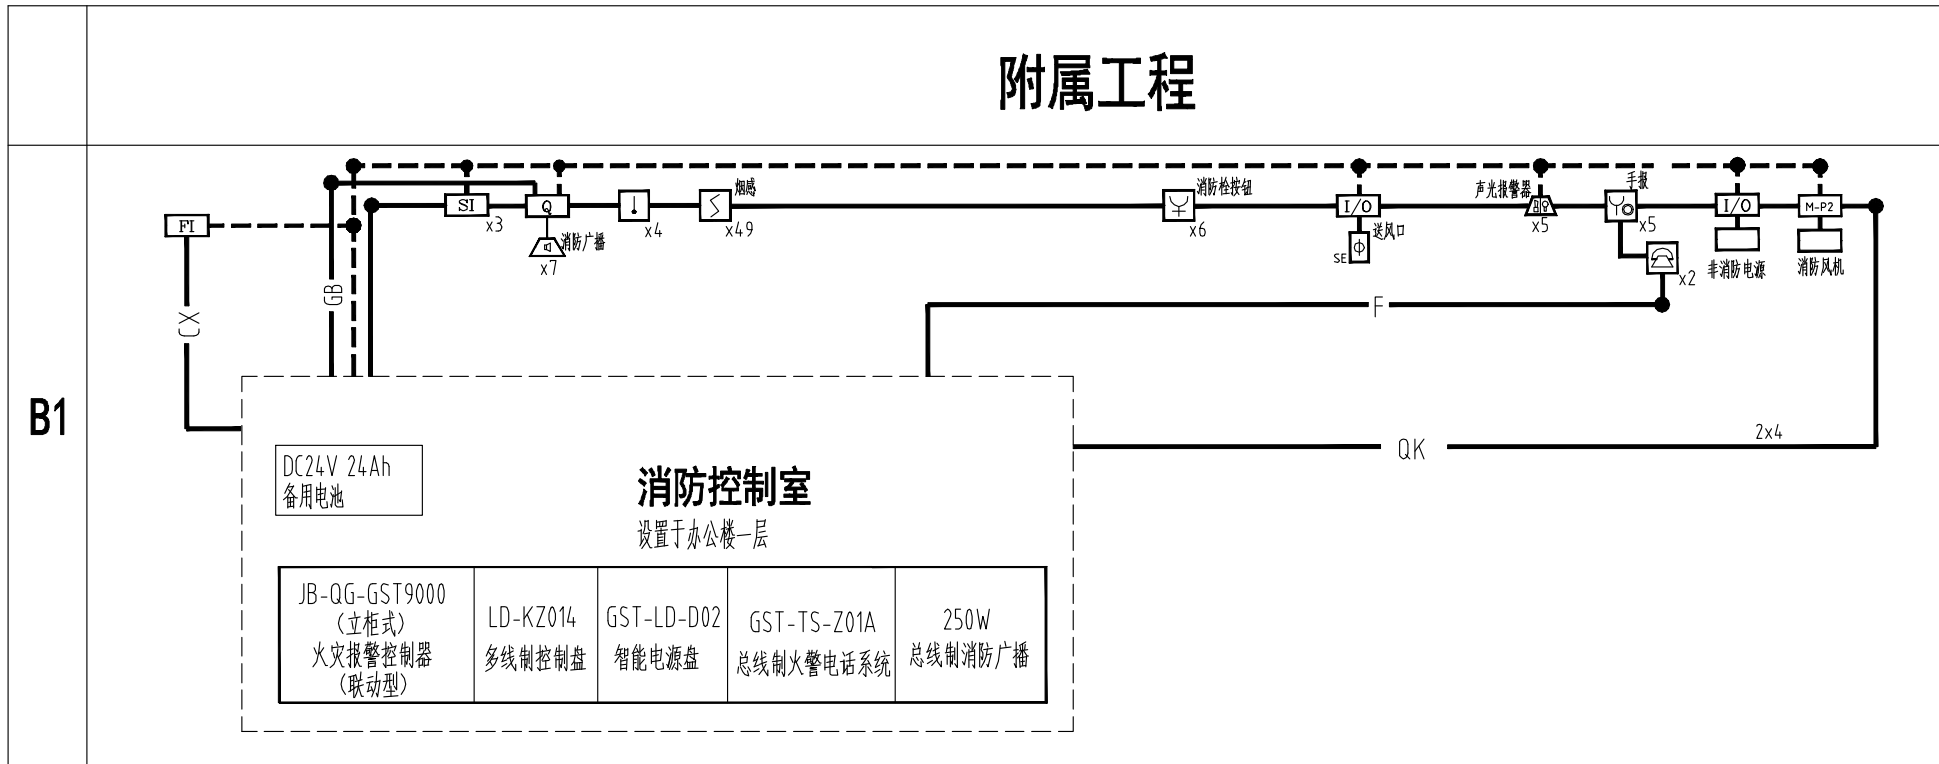 附属工程
B1
FI
CX
GB
SI
x3
Q
消防广播
x7
x4
烟感
x49
消防栓按钮
x6
I/O
送风口
SE
声光报警器
x5
手报
x5
x2
I/O
非消防电源
M-P2
消防风机
F
QK
2x4
DC24V 24Ah
备用电池
消防控制室
设置于办公楼一层
JB-QG-GST9000
(立柜式)
火灾报警控制器
(联动型)
LD-KZ014
多线制控制盘
GST-LD-D02
智能电源盘
GST-TS-Z01A
总线制火警电话系统
250W
总线制消防广播